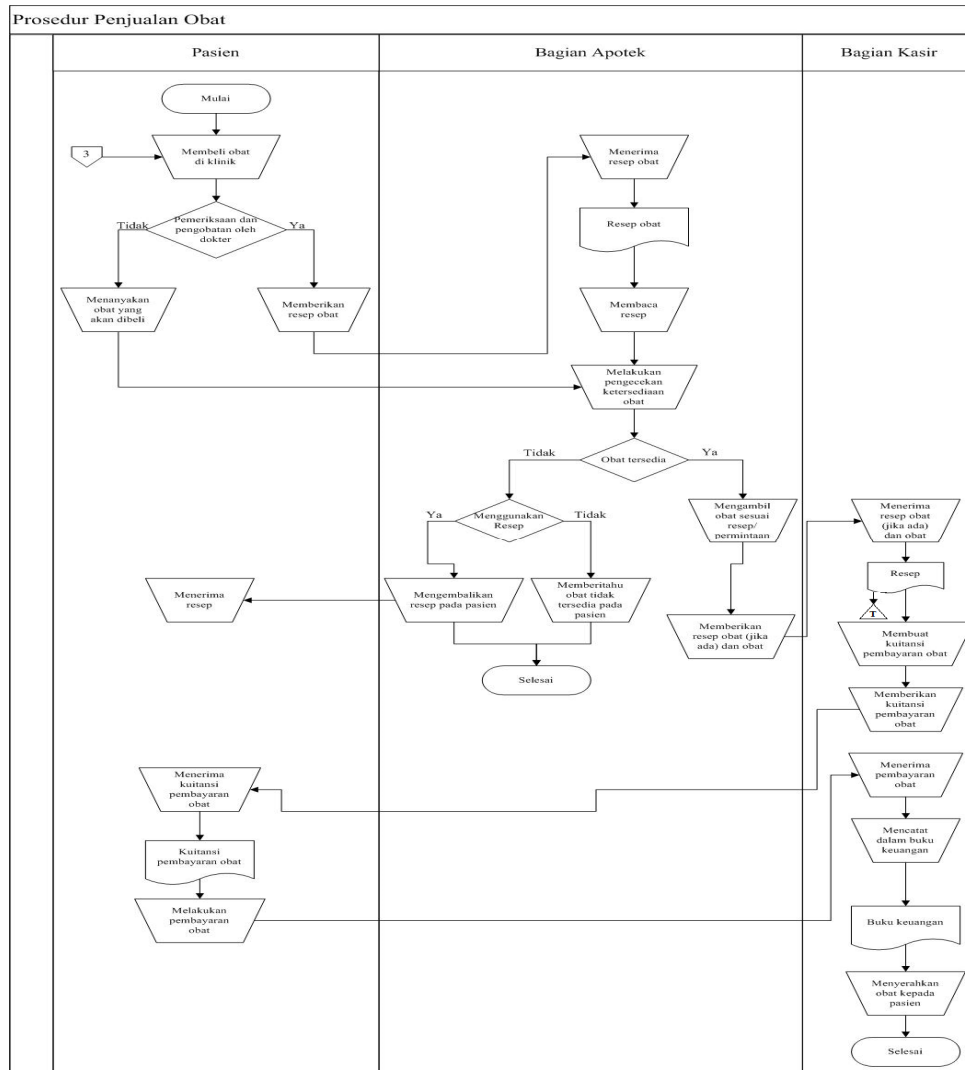 Prosedur Penjualan Obat
Pasien
Bagian Apotek
Bagian Kasir
Mulai
3
Membeli obat
di klinik
Pemeriksaan dan
pengobatan oleh
dokter
Tidak
Ya
Menanyakan
obat yang
akan dibeli
Memberikan
resep obat
Menerima
resep obat
Resep obat
Membaca
resep
Melakukan
pengecekan
ketersediaan
obat
Obat tersedia
Tidak
Ya
Menggunakan
Resep
Ya
Tidak
Mengambil
obat sesuai
resep/
permintaan
Menerima
resep
Mengembalikan
resep pada pasien
Memberitahu
obat tidak
tersedia pada
pasien
Selesai
Memberikan
resep obat (jika
ada) dan obat
Menerima
resep obat
(jika ada)
dan obat
Resep
T
Membuat
kuitansi
pembayaran obat
Memberikan
kuitansi
pembayaran
obat
Menerima
kuitansi
pembayaran
obat
Kuitansi
pembayaran obat
Melakukan
pembayaran
obat
Menerima
pembayaran
obat
Mencatat
dalam buku
keuangan
Buku keuangan
Menyerahkan
obat kepada
pasien
Selesai